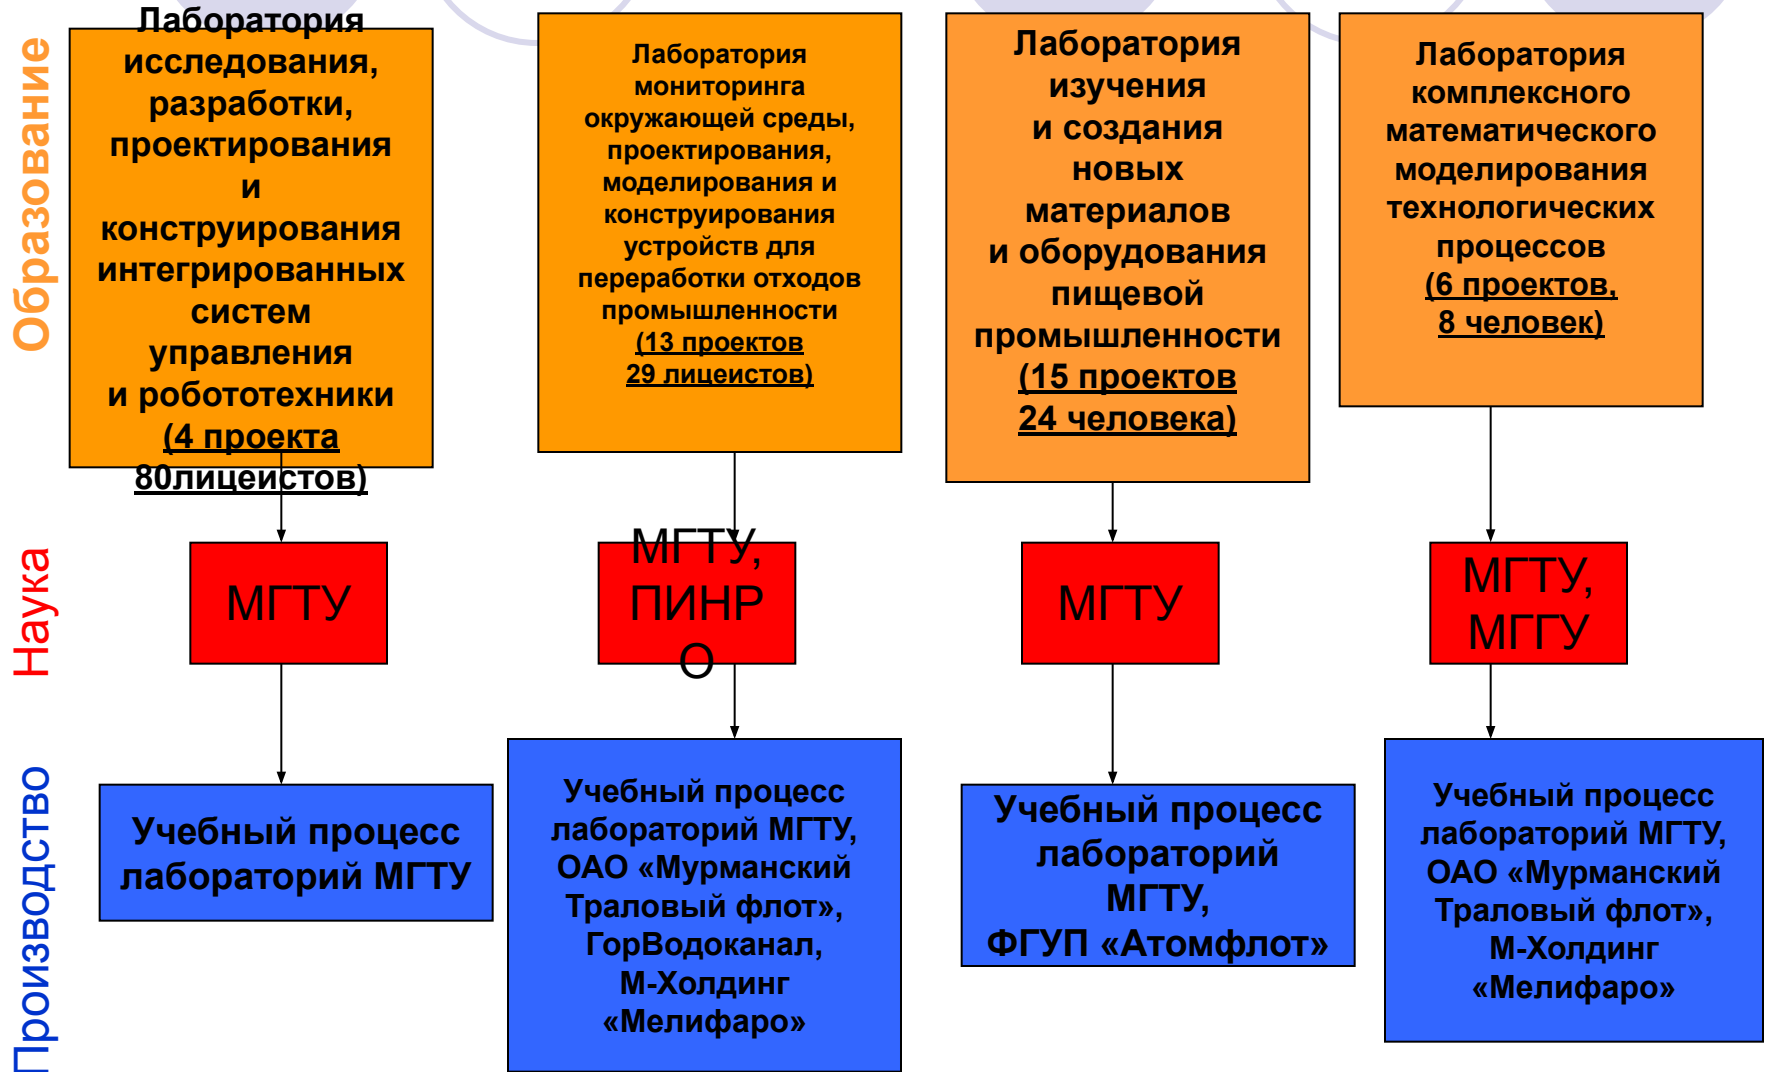 Образование
Лаборатория
исследования,
разработки,
проектирования
и
конструирования
интегрированных
систем
управления
и робототехники
(4 проекта
80лицеистов)
Лаборатория
мониторинга
окружающей среды,
проектирования,
моделирования и
конструирования
устройств для
переработки отходов
промышленности
(13 проектов
29 лицеистов)
Лаборатория
изучения
и создания
новых
материалов
и оборудования
пищевой
промышленности
(15 проектов
24 человека)
Лаборатория
комплексного
математического
моделирования
технологических
процессов
(6 проектов,
8 человек)
Наука
МГТУ
МГТУ,
ПИНР
О
МГТУ
МГТУ,
МГГУ
Производство
Учебный процесс
лабораторий МГТУ
Учебный процесс
лабораторий МГТУ,
ОАО «Мурманский
Траловый флот»,
ГорВодоканал,
М-Холдинг
«Мелифаро»
Учебный процесс
лабораторий
МГТУ,
ФГУП «Атомфлот»
Учебный процесс
лабораторий МГТУ,
ОАО «Мурманский
Траловый флот»,
М-Холдинг
«Мелифаро»